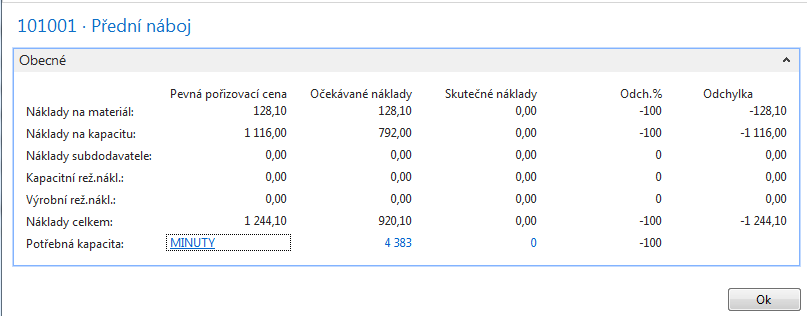 101001 · Přední náboj
Obecné
Pevná pořizovací cena Očekávané náklady Skutečné náklady Odch.% Odchylka
Náklady na materiál: 128,10 128,10 0,00 -100 -128,10
Náklady na kapacitu: 1 116,00 792,00 0,00 -100 -1 116,00
Náklady subdodavatele: 0,00 0,00 0,00 0 0,00
Kapacitní rež.nákl.: 0,00 0,00 0,00 0 0,00
Výrobní rež.nákl.: 0,00 0,00 0,00 0 0,00
Náklady celkem: 1 244,10 920,10 0,00 -100 -1 244,10
Potřebná kapacita: MINUTY 4 383 0 -100
Ok